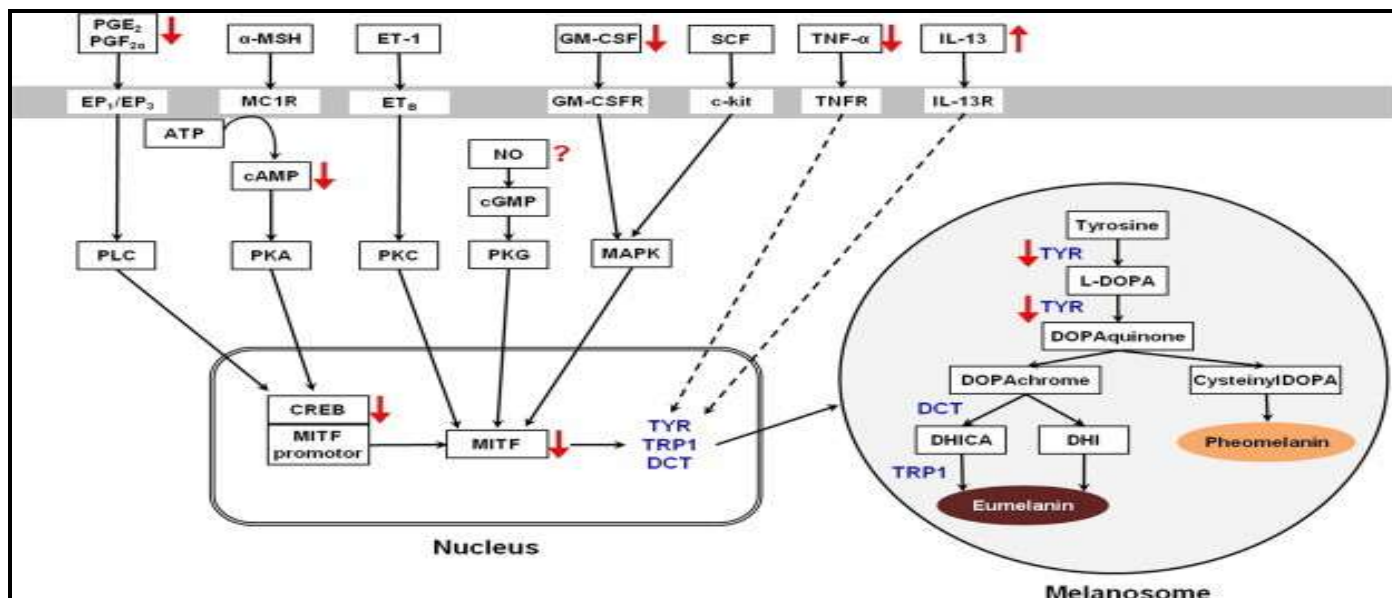 PGE₂
PGF₂α
α-MSH
ET-1
GM-CSF
SCF
TNF-α
IL-13
EP₁/EP₃
MC1R
ETB
GM-CSFR
c-kit
TNFR
IL-13R
ATP
cAMP
NO ?
cGMP
PLC
PKA
PKC
PKG
MAPK
CREB
MITF
promotor
MITF
TYR
TRP1
DCT
Nucleus
Tyrosine
TYR
L-DOPA
TYR
DOPAquinone
DOPAchrome
CysteinylDOPA
DCT
DHICA
DHI
Pheomelanin
TRP1
Eumelanin
Melanosome